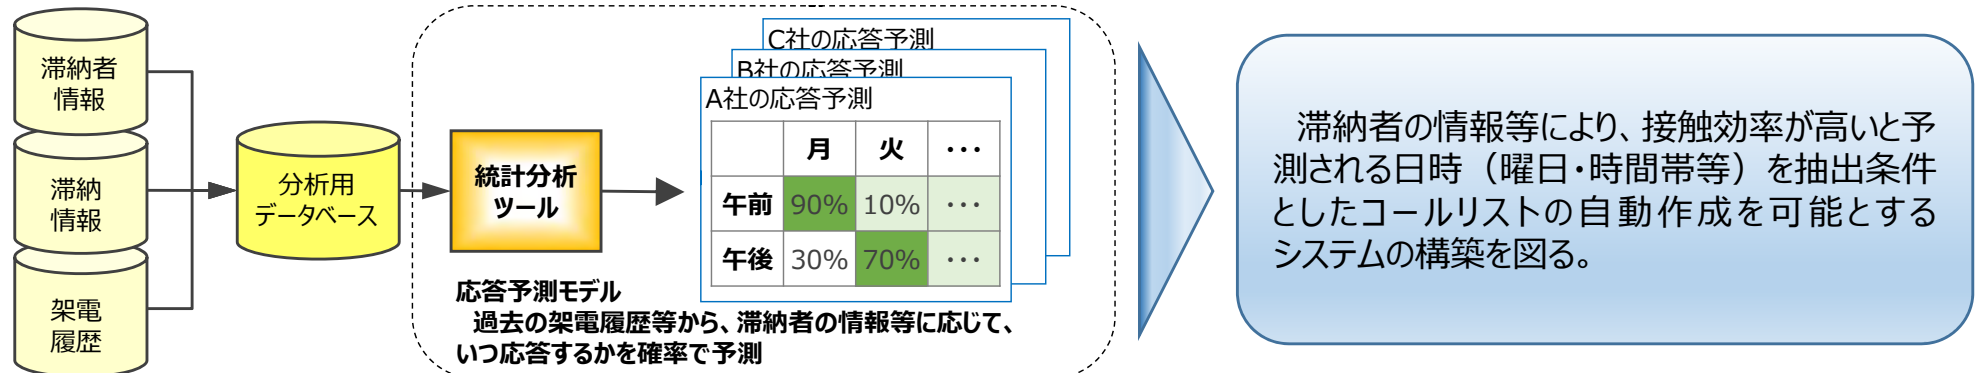 滞納者
情報
滞納
情報
架電
履歴
分析用
データベース
統計分析
ツール
C社の応答予測
B社の応答予測
A社の応答予測
月 火 ・・・
午前 90% 10% ・・・
午後 30% 70% ・・・
応答予測モデル
過去の架電履歴等から、滞納者の情報等に応じて、
いつ応答するかを確率で予測
滞納者の情報等により、接触効率が高いと予
測される日時（曜日・時間帯等）を抽出条件
としたコールリストの自動作成を可能とする
システムの構築を図る。